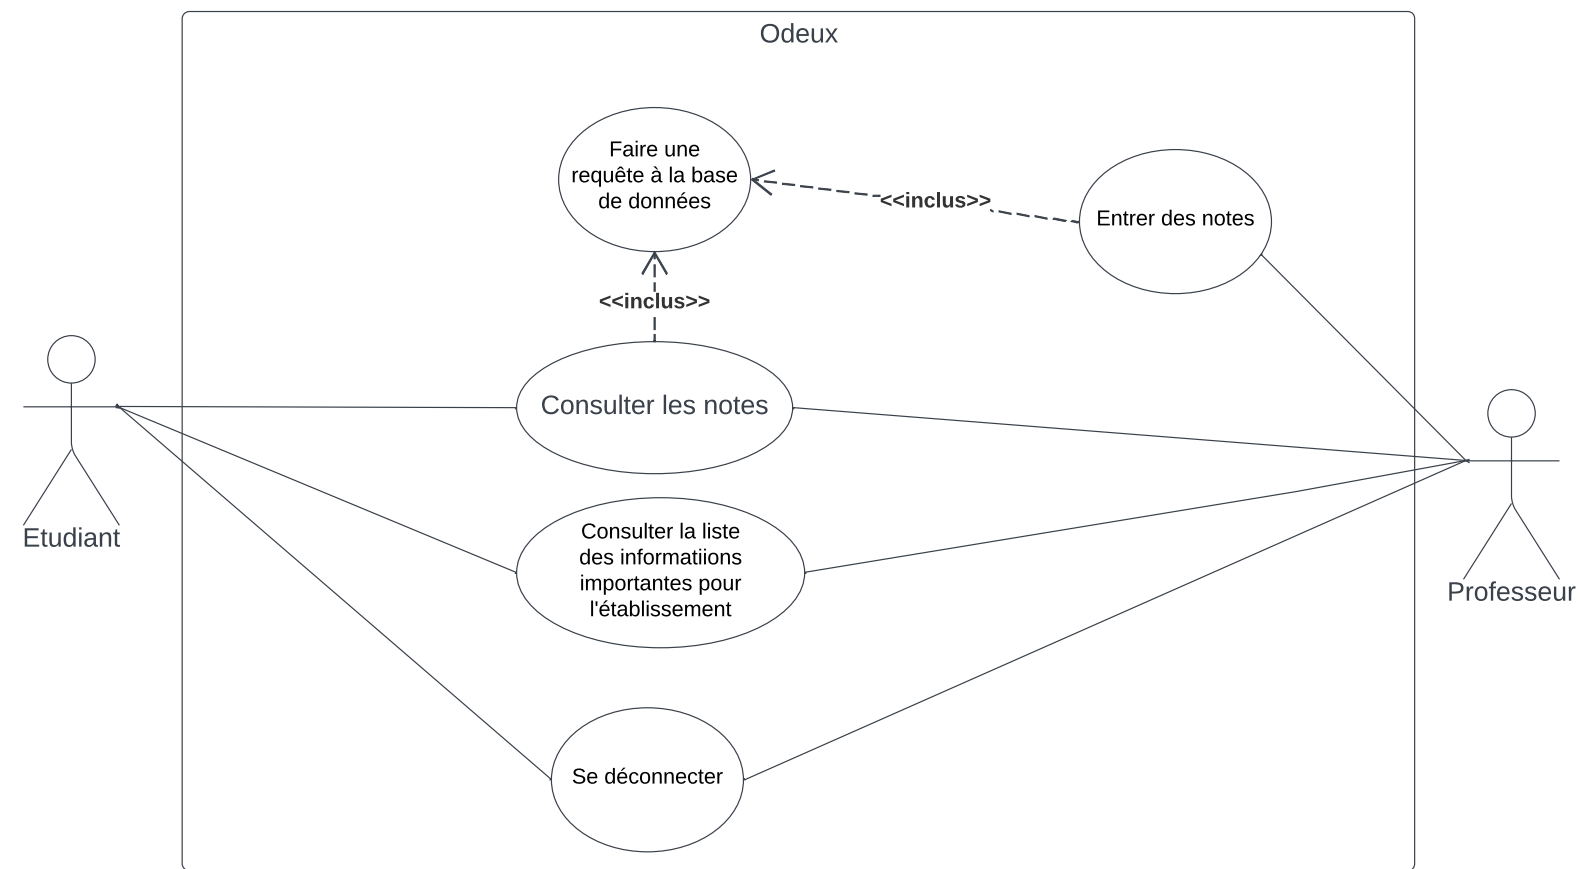 Odeux
Faire une
requête à la base
de données
<<inclus>>
Entrer des notes
<<inclus>>
Consulter les notes
Etudiant
Consulter la liste
des informatiions
importantes pour
l'établissement
Professeur
Se déconnecter